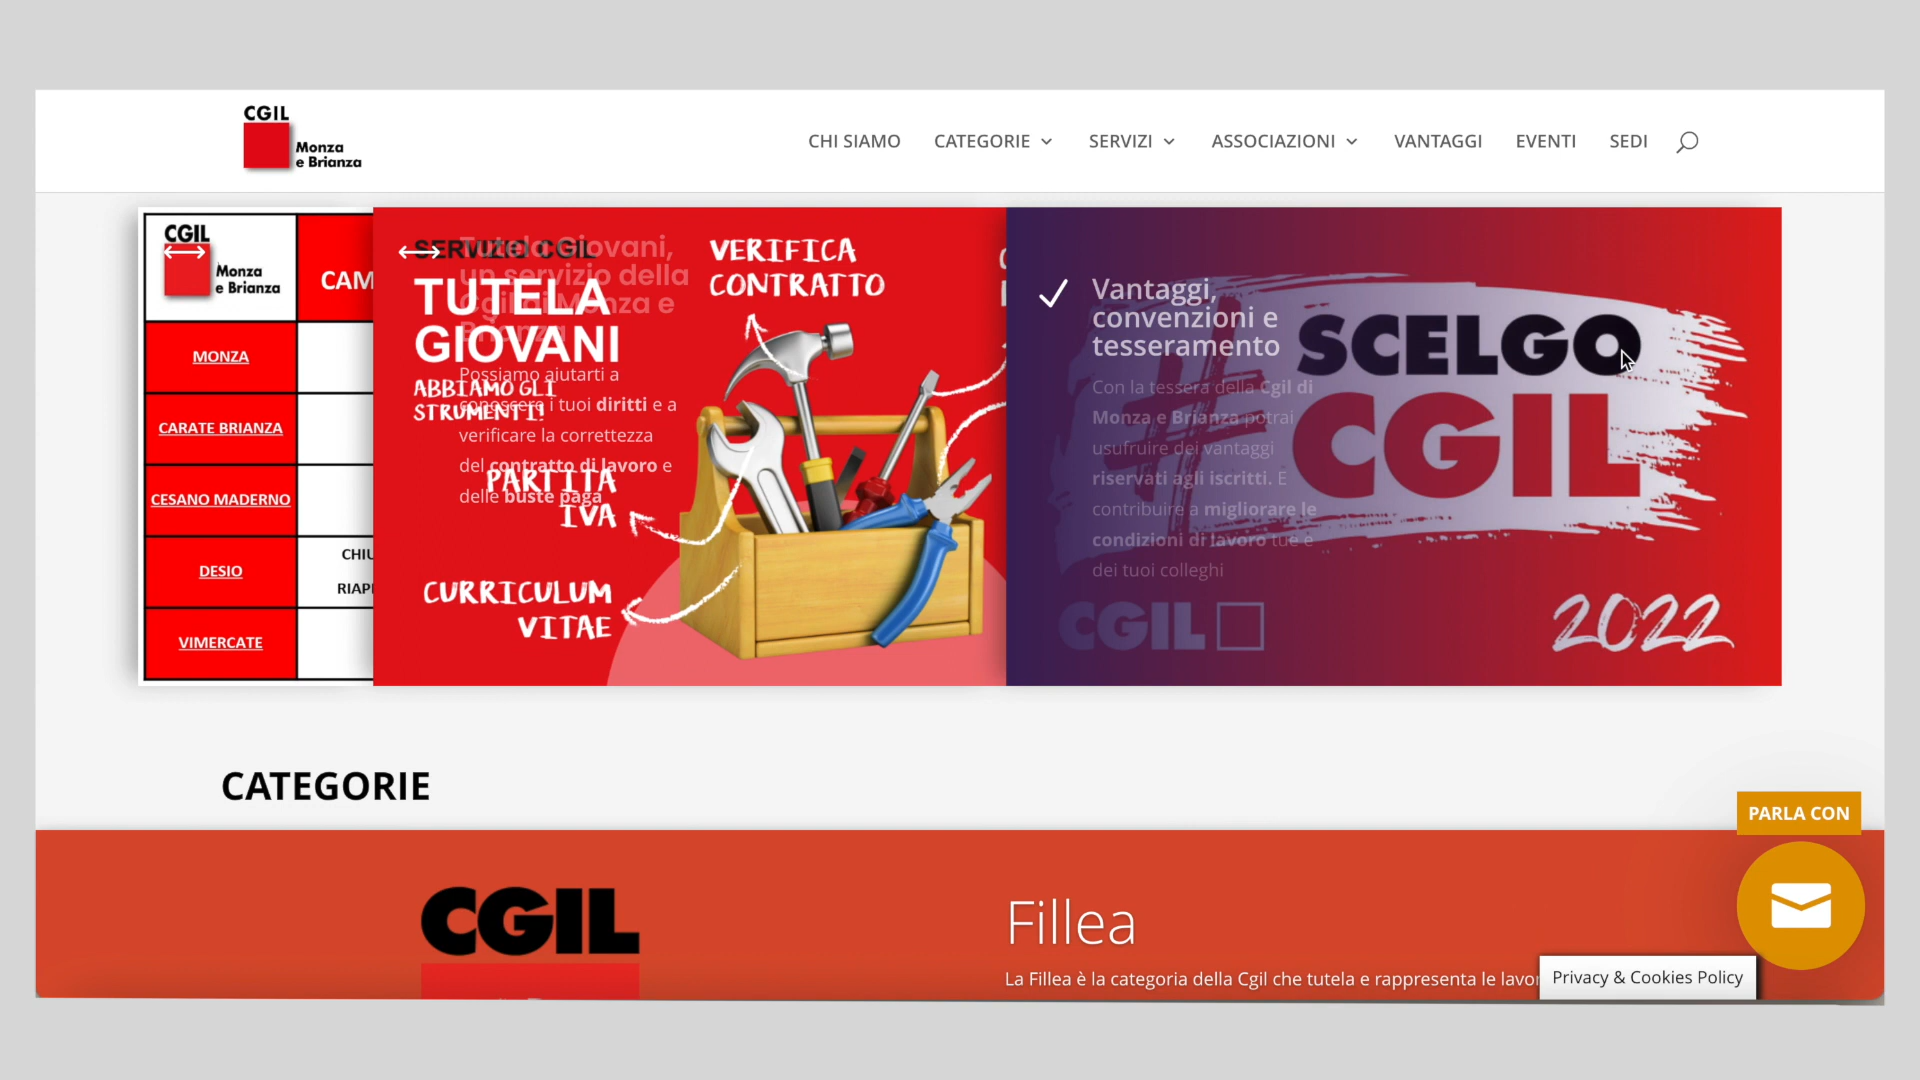 CGIL
Monza
e Brianza
CHI SIAMO
CATEGORIE
SERVIZI
ASSOCIAZIONI
VANTAGGI
EVENTI
SEDI
CGIL
Monza
e Brianza
CAM
MONZA
CARATE BRIANZA
CESANO MADERNO
DESIO
CHIU
RIAP
VIMERCATE
SERVIZIO CGIL
TUTELA
GIOVANI
ABBIAMO GLI
STRUMENTI!
Tutela Giovani,
un servizio della
Cgil di Monza e
Brianza
Possiamo aiutarti a
conoscere i tuoi diritti e a
verificare la correttezza
del contratto di lavoro e
delle buste paga
VERIFICA
CONTRATTO
PARTITA
IVA
CURRICULUM
VITAE
Vantaggi,
convenzioni e
tesseramento
Con la tessera della Cgil di
Monza e Brianza potrai
usufruire dei vantaggi
riservati agli iscritti. E
contribuire a migliorare le
condizioni di lavoro tue e
dei tuoi colleghi
#
SCELGO
CGIL
CGIL
2022
CATEGORIE
PARLA CON
CGIL
Fillea
La Fillea è la categoria della Cgil che tutela e rappresenta le lavor
Privacy & Cookies Policy